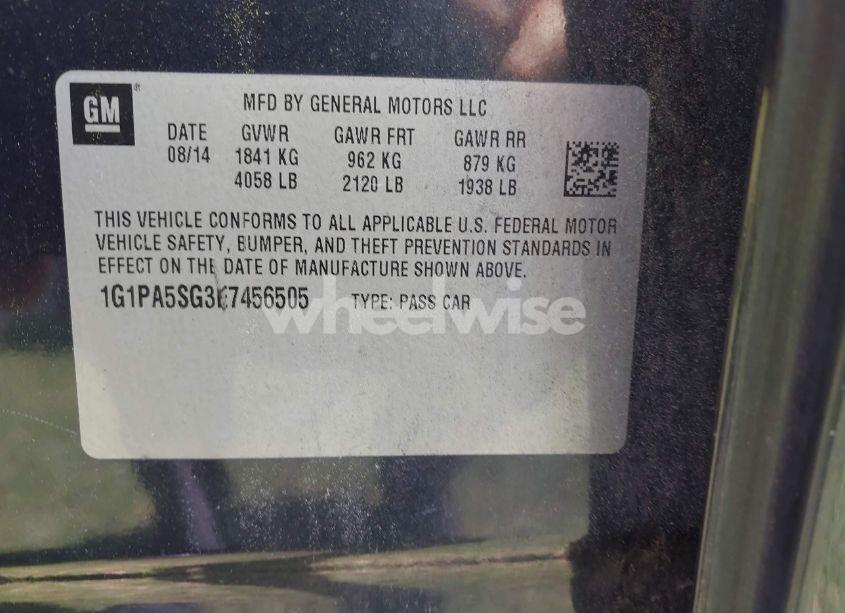 GM
MFD BY GENERAL MOTORS LLC
DATE GVWR GAWR FRT GAWR RR
08/14 1841 KG 962 KG 879 KG
4058 LB 2120 LB 1938 LB
THIS VEHICLE CONFORMS TO ALL APPLICABLE U.S. FEDERAL MOTOR
VEHICLE SAFETY, BUMPER, AND THEFT PREVENTION STANDARDS IN
EFFECT ON THE DATE OF MANUFACTURE SHOWN ABOVE.
1G1PA5SG3E7456505 TYPE: PASS CAR
wheelwise